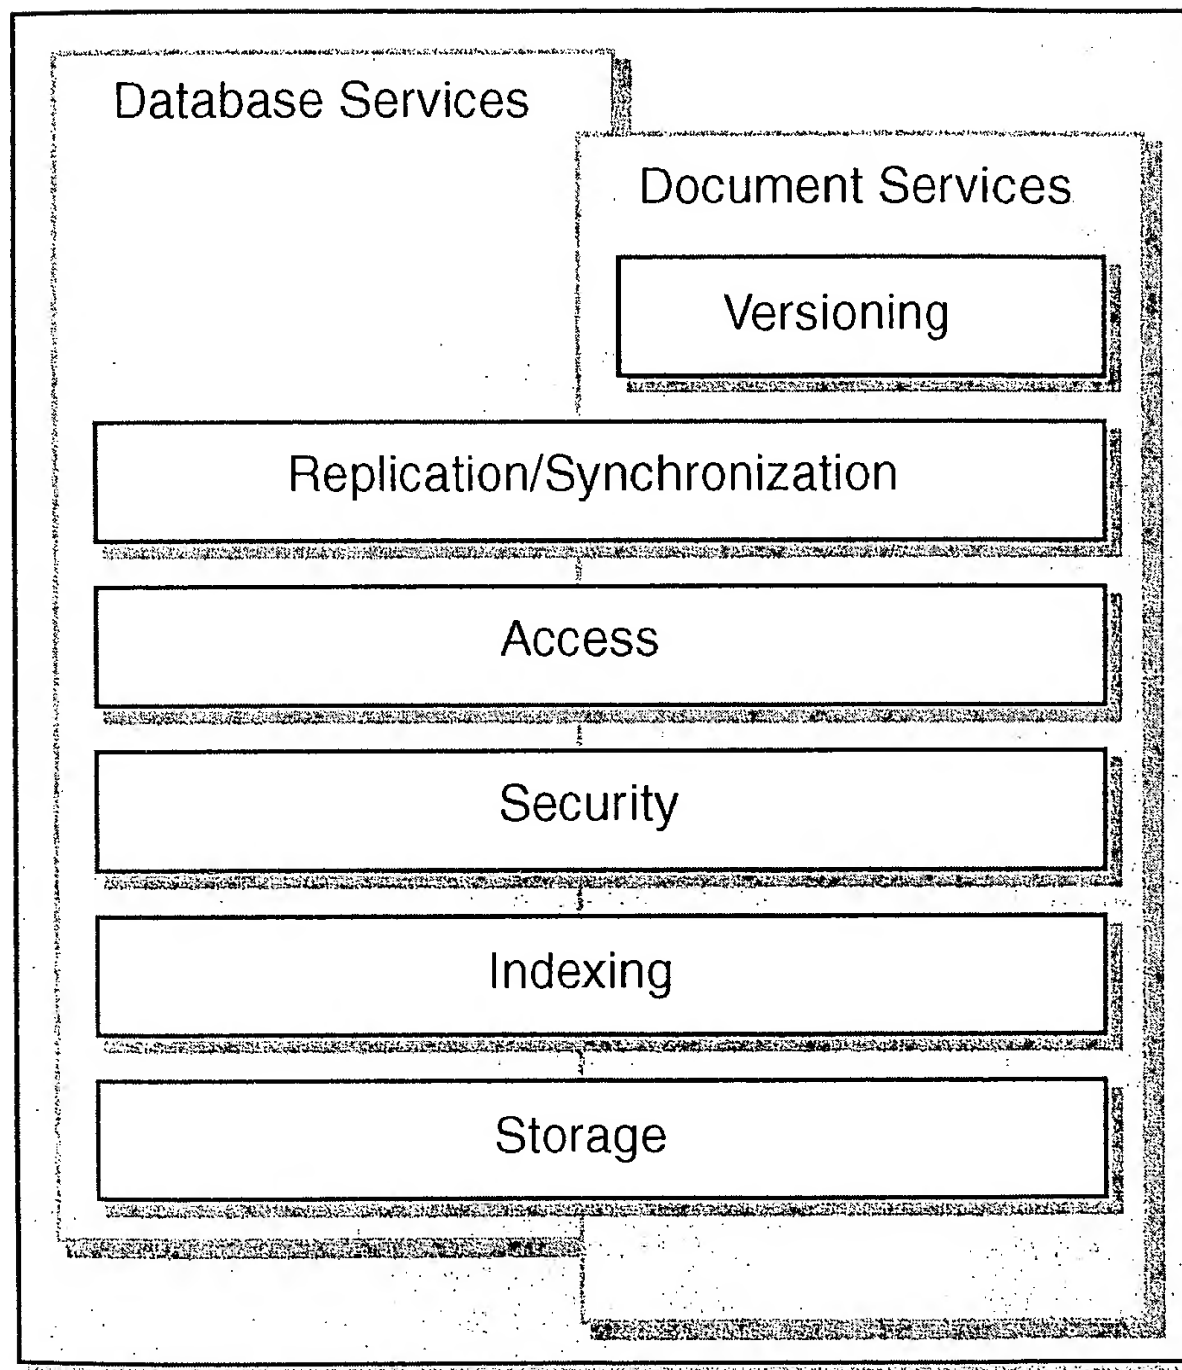 Database Services
Document Services
Versioning
Replication/Synchronization
Access
Security
Indexing
Storage